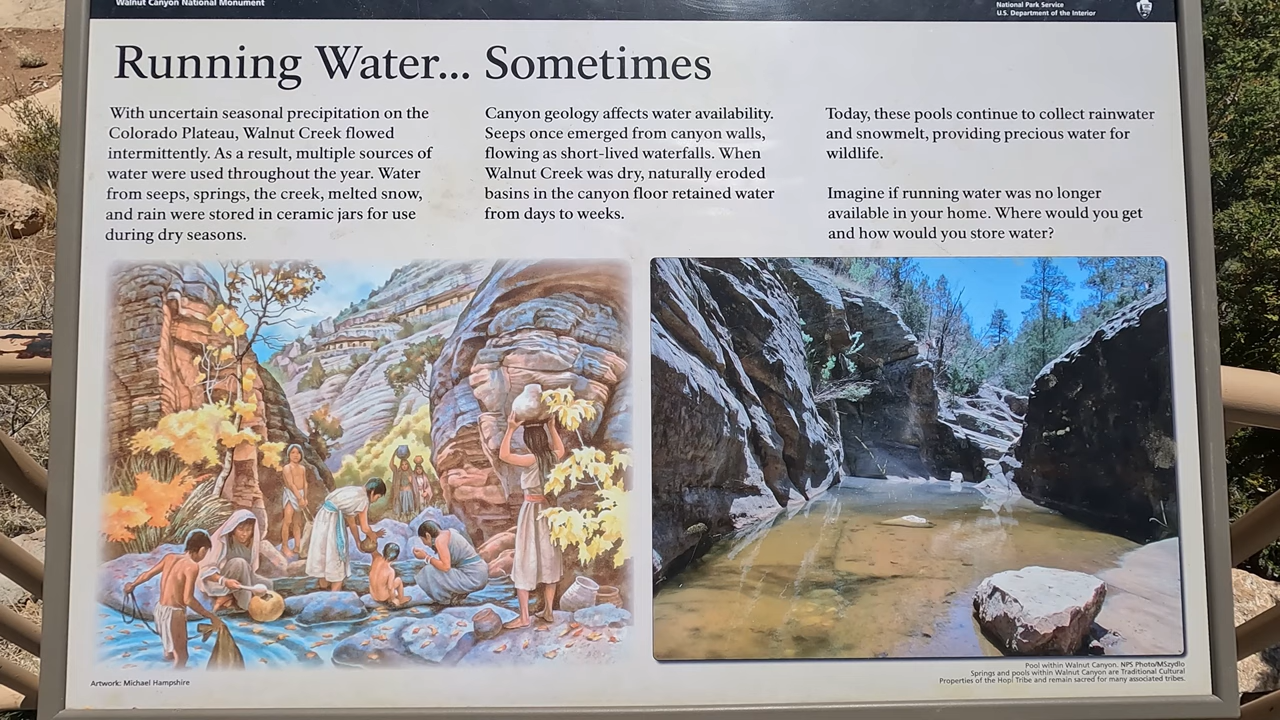 Walnut Canyon National Monument
National Park Service
U.S. Department of the Interior
Running Water... Sometimes
With uncertain seasonal precipitation on the
Colorado Plateau, Walnut Creek flowed
intermittently. As a result, multiple sources of
water were used throughout the year. Water
from seeps, springs, the creek, melted snow,
and rain were stored in ceramic jars for use
during dry seasons.
Canyon geology affects water availability.
Seeps once emerged from canyon walls,
flowing as short-lived waterfalls. When
Walnut Creek was dry, naturally eroded
basins in the canyon floor retained water
from days to weeks.
Today, these pools continue to collect rainwater
and snowmelt, providing precious water for
wildlife.
Imagine if running water was no longer
available in your home. Where would you get
and how would you store water?
Artwork: Michael Hampshire
Pool within Walnut Canyon. NPS Photo/MSzydlo
Springs and pools within Walnut Canyon are Traditional Cultural
Properties of the Hopi Tribe and remain sacred for many associated tribes.